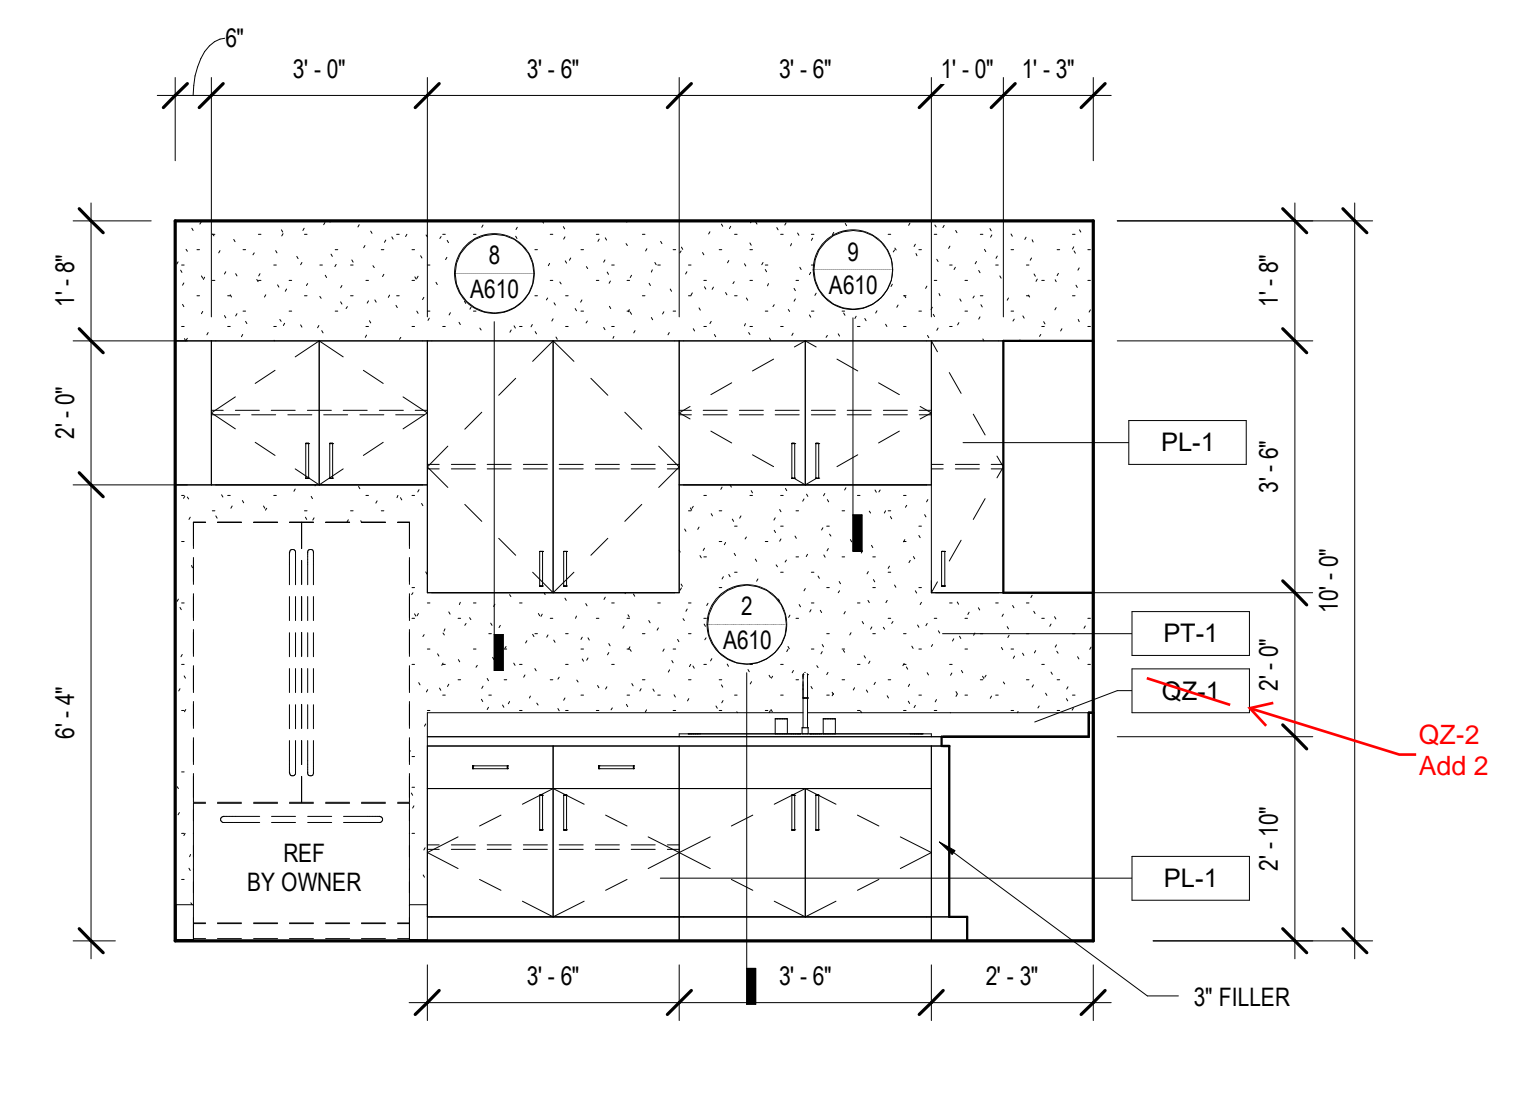 6"
3' - 0"
3' - 6"
3' - 6"
1' - 0"
1' - 3"
8
A610
9
A610
1' - 8"
1' - 8"
2' - 0"
PL-1
3' - 6"
10' - 0"
2
A610
PT-1
2' - 0"
QZ-1
6' - 4"
QZ-2
Add 2
2' - 10"
REF
BY OWNER
PL-1
3' - 6"
3' - 6"
2' - 3"
3" FILLER